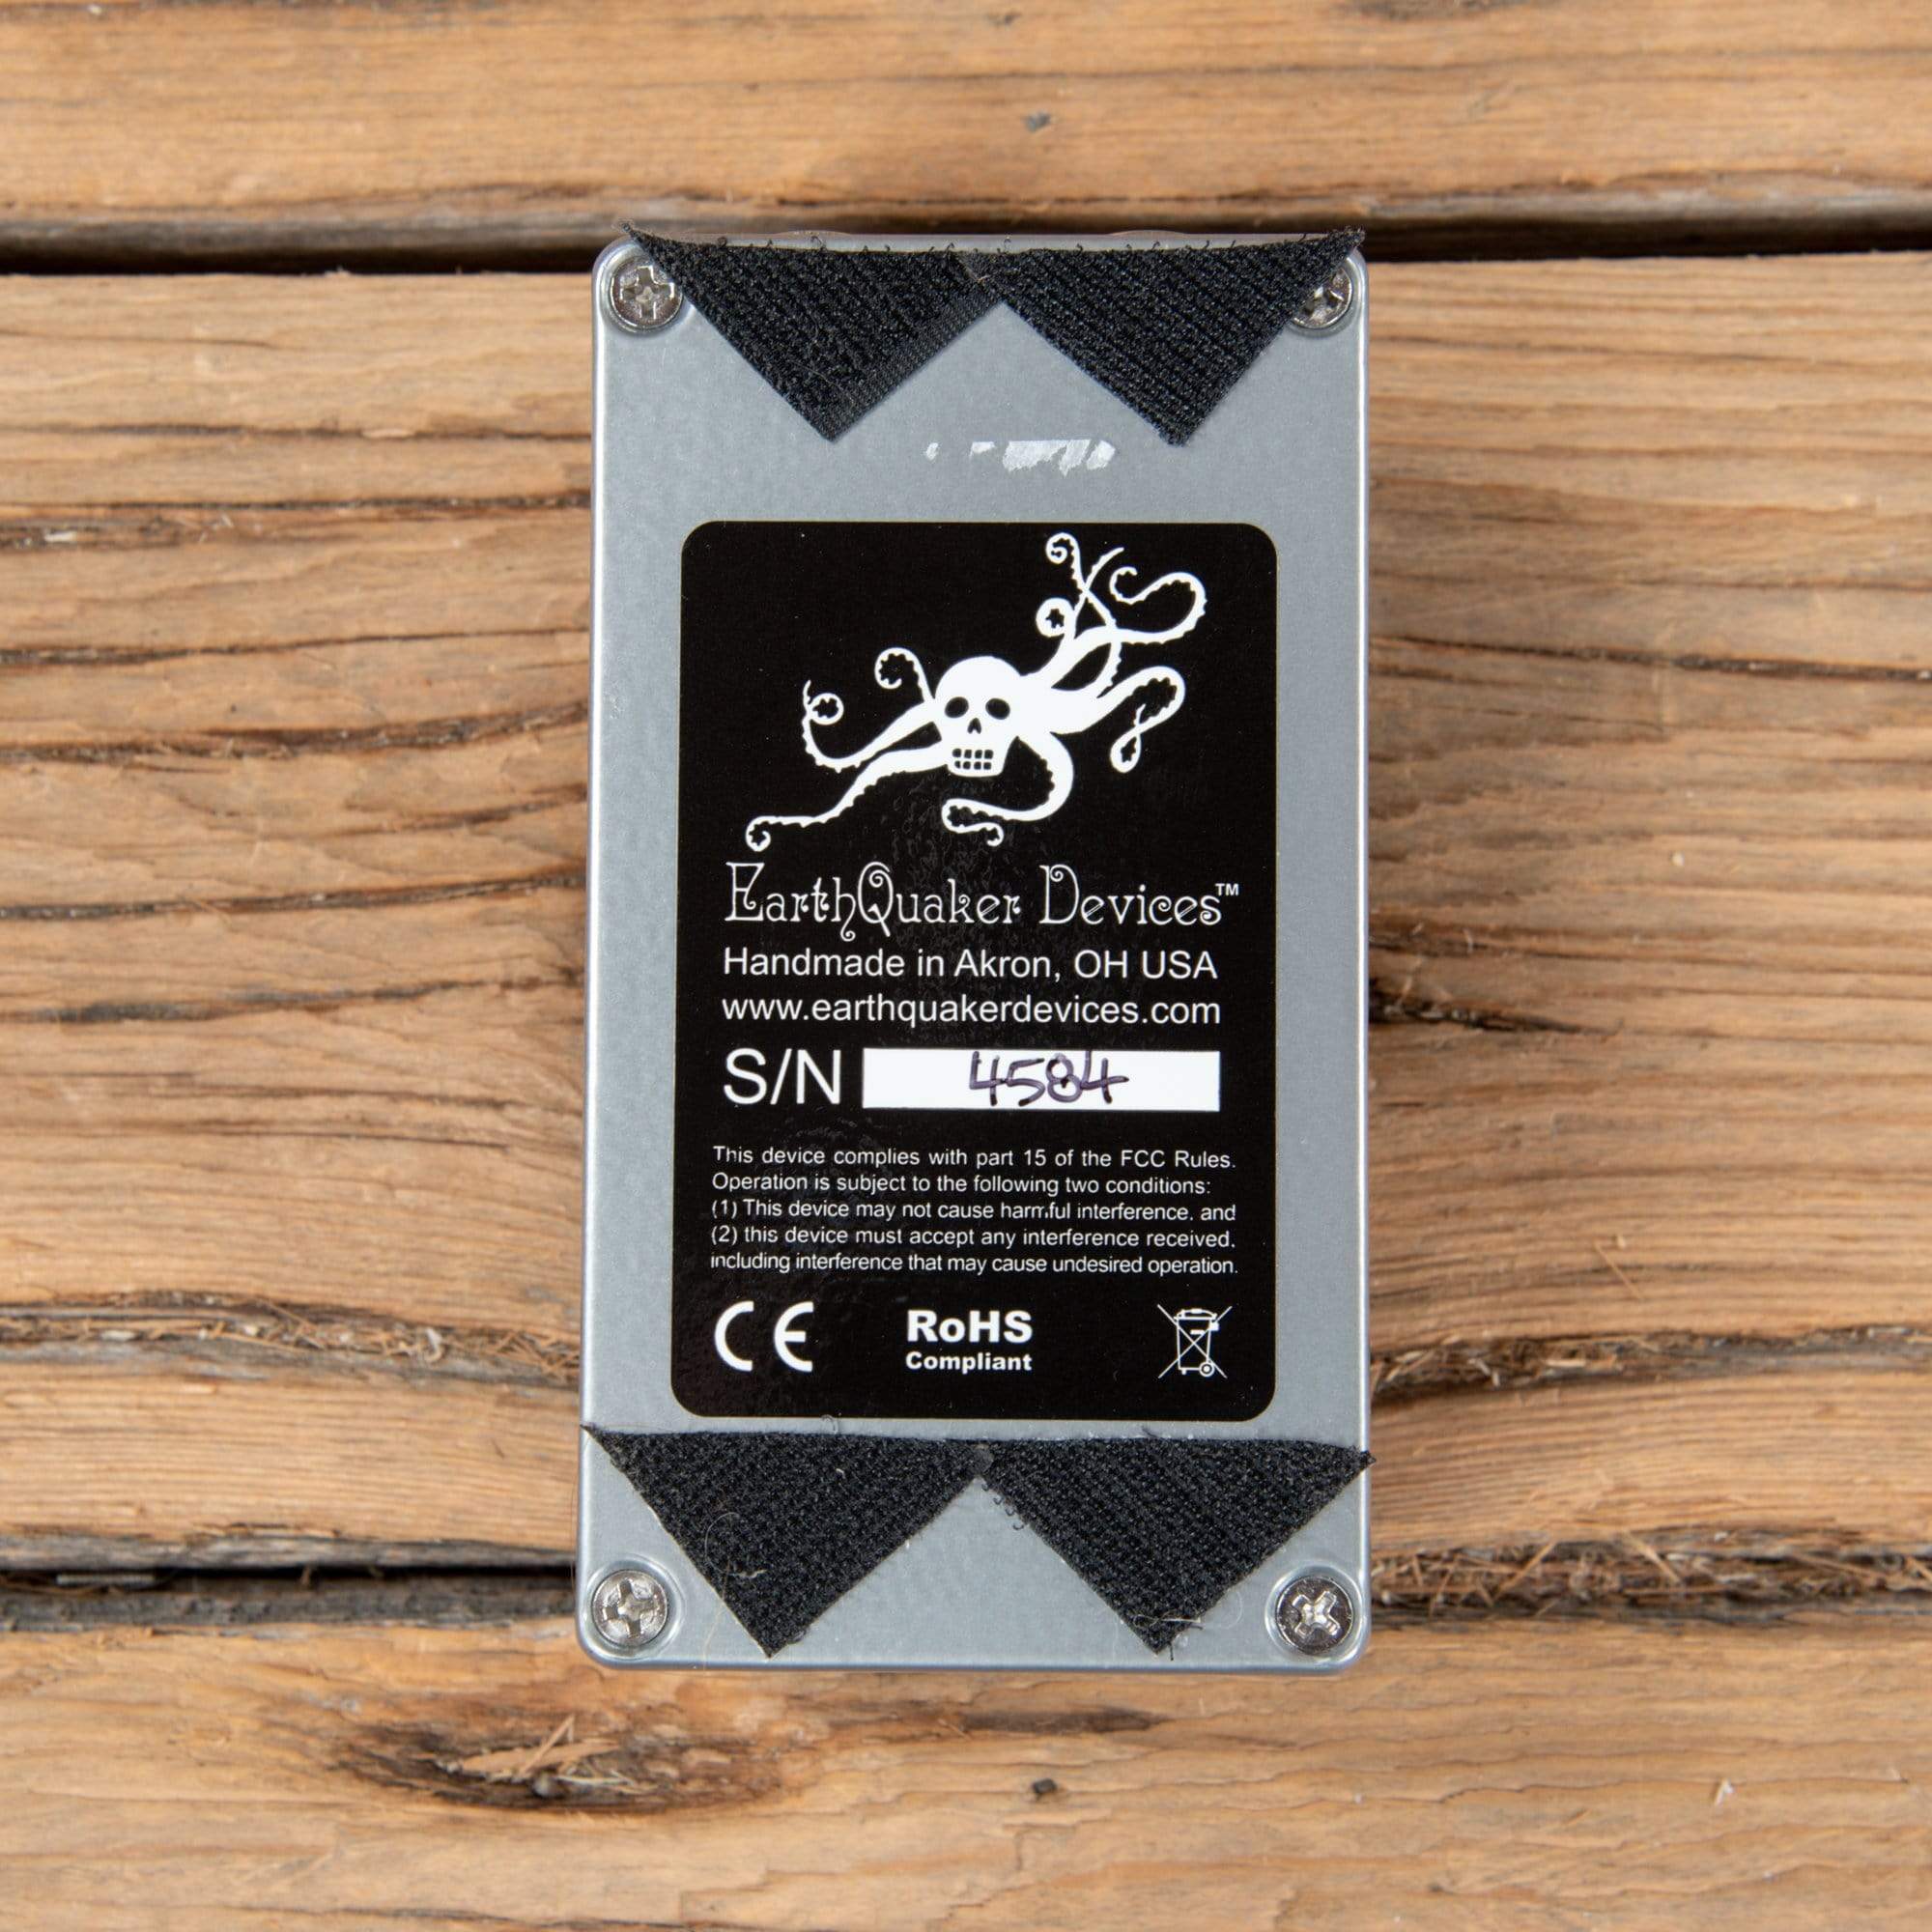 EarthQuaker Devices™
Handmade in Akron, OH USA
www.earthquakerdevices.com
S/N 4584
This device complies with part 15 of the FCC Rules.
Operation is subject to the following two conditions:
(1) This device may not cause harmful interference, and
(2) this device must accept any interference received,
including interference that may cause undesired operation.
CE RoHS
Compliant